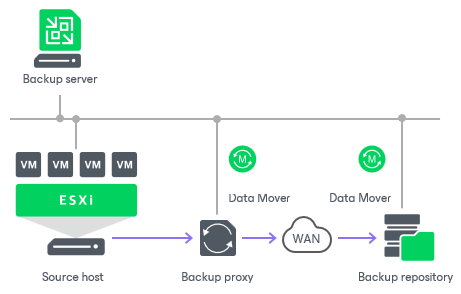 Backup server
VM VM VM VM
M
M
ESXi
Data Mover
Data Mover
WAN
Source host
Backup proxy
Backup repository